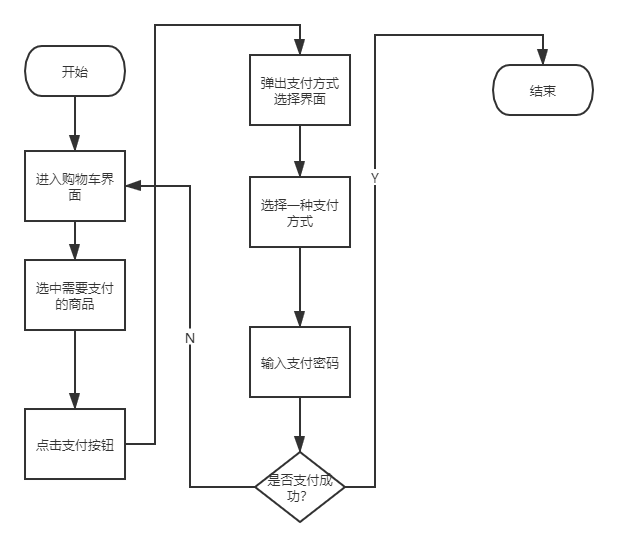 开始
进入购物车界
面
选中需要支付
的商品
点击支付按钮
弹出支付方式
选择界面
选择一种支付
方式
输入支付密码
是否支付成
功?
N
Y
结束